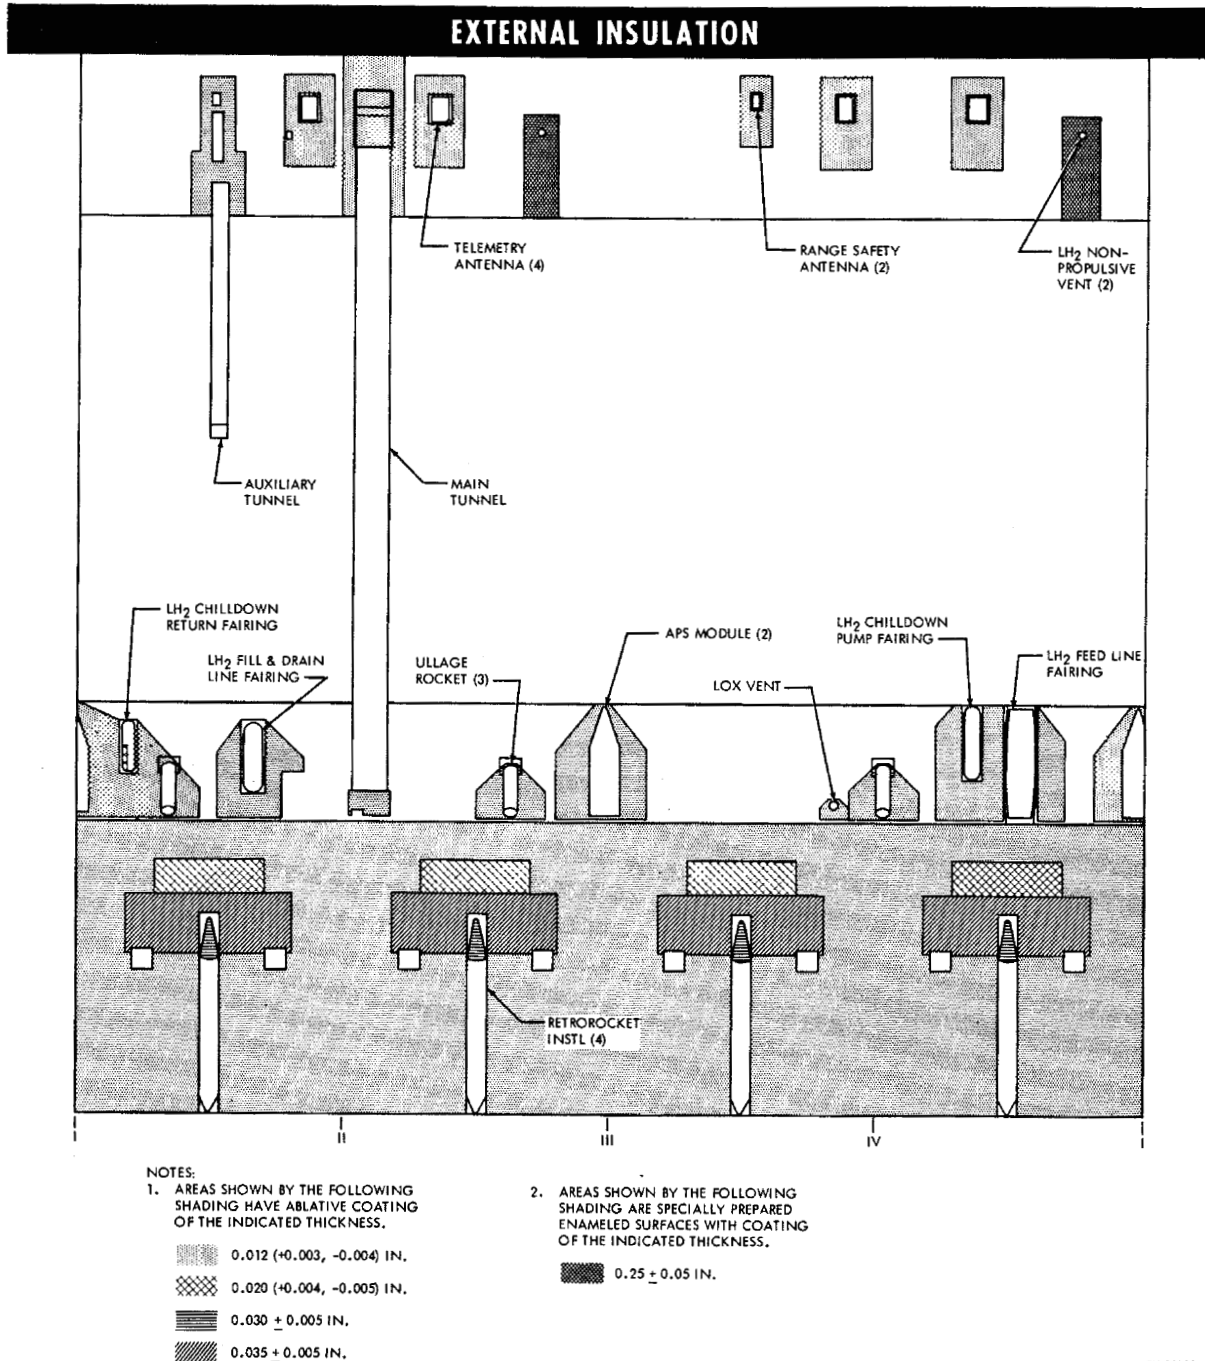 EXTERNAL INSULATION
TELEMETRY
ANTENNA (4)
RANGE SAFETY
ANTENNA (2)
LH2 NON-
PROPULSIVE
VENT (2)
AUXILIARY
TUNNEL
MAIN
TUNNEL
LH2 CHILLDOWN
RETURN FAIRING
LH2 FILL & DRAIN
LINE FAIRING
ULLAGE
ROCKET (3)
APS MODULE (2)
LOX VENT
LH2 CHILLDOWN
PUMP FAIRING
LH2 FEED LINE
FAIRING
RETROROCKET
INSTL (4)
I II III IV I
NOTES:
1. AREAS SHOWN BY THE FOLLOWING
SHADING HAVE ABLATIVE COATING
OF THE INDICATED THICKNESS.
0.012 (+0.003, -0.004) IN.
0.020 (+0.004, -0.005) IN.
0.030 ± 0.005 IN.
0.035 ± 0.005 IN.
2. AREAS SHOWN BY THE FOLLOWING
SHADING ARE SPECIALLY PREPARED
ENAMELED SURFACES WITH COATING
OF THE INDICATED THICKNESS.
0.25 ± 0.05 IN.